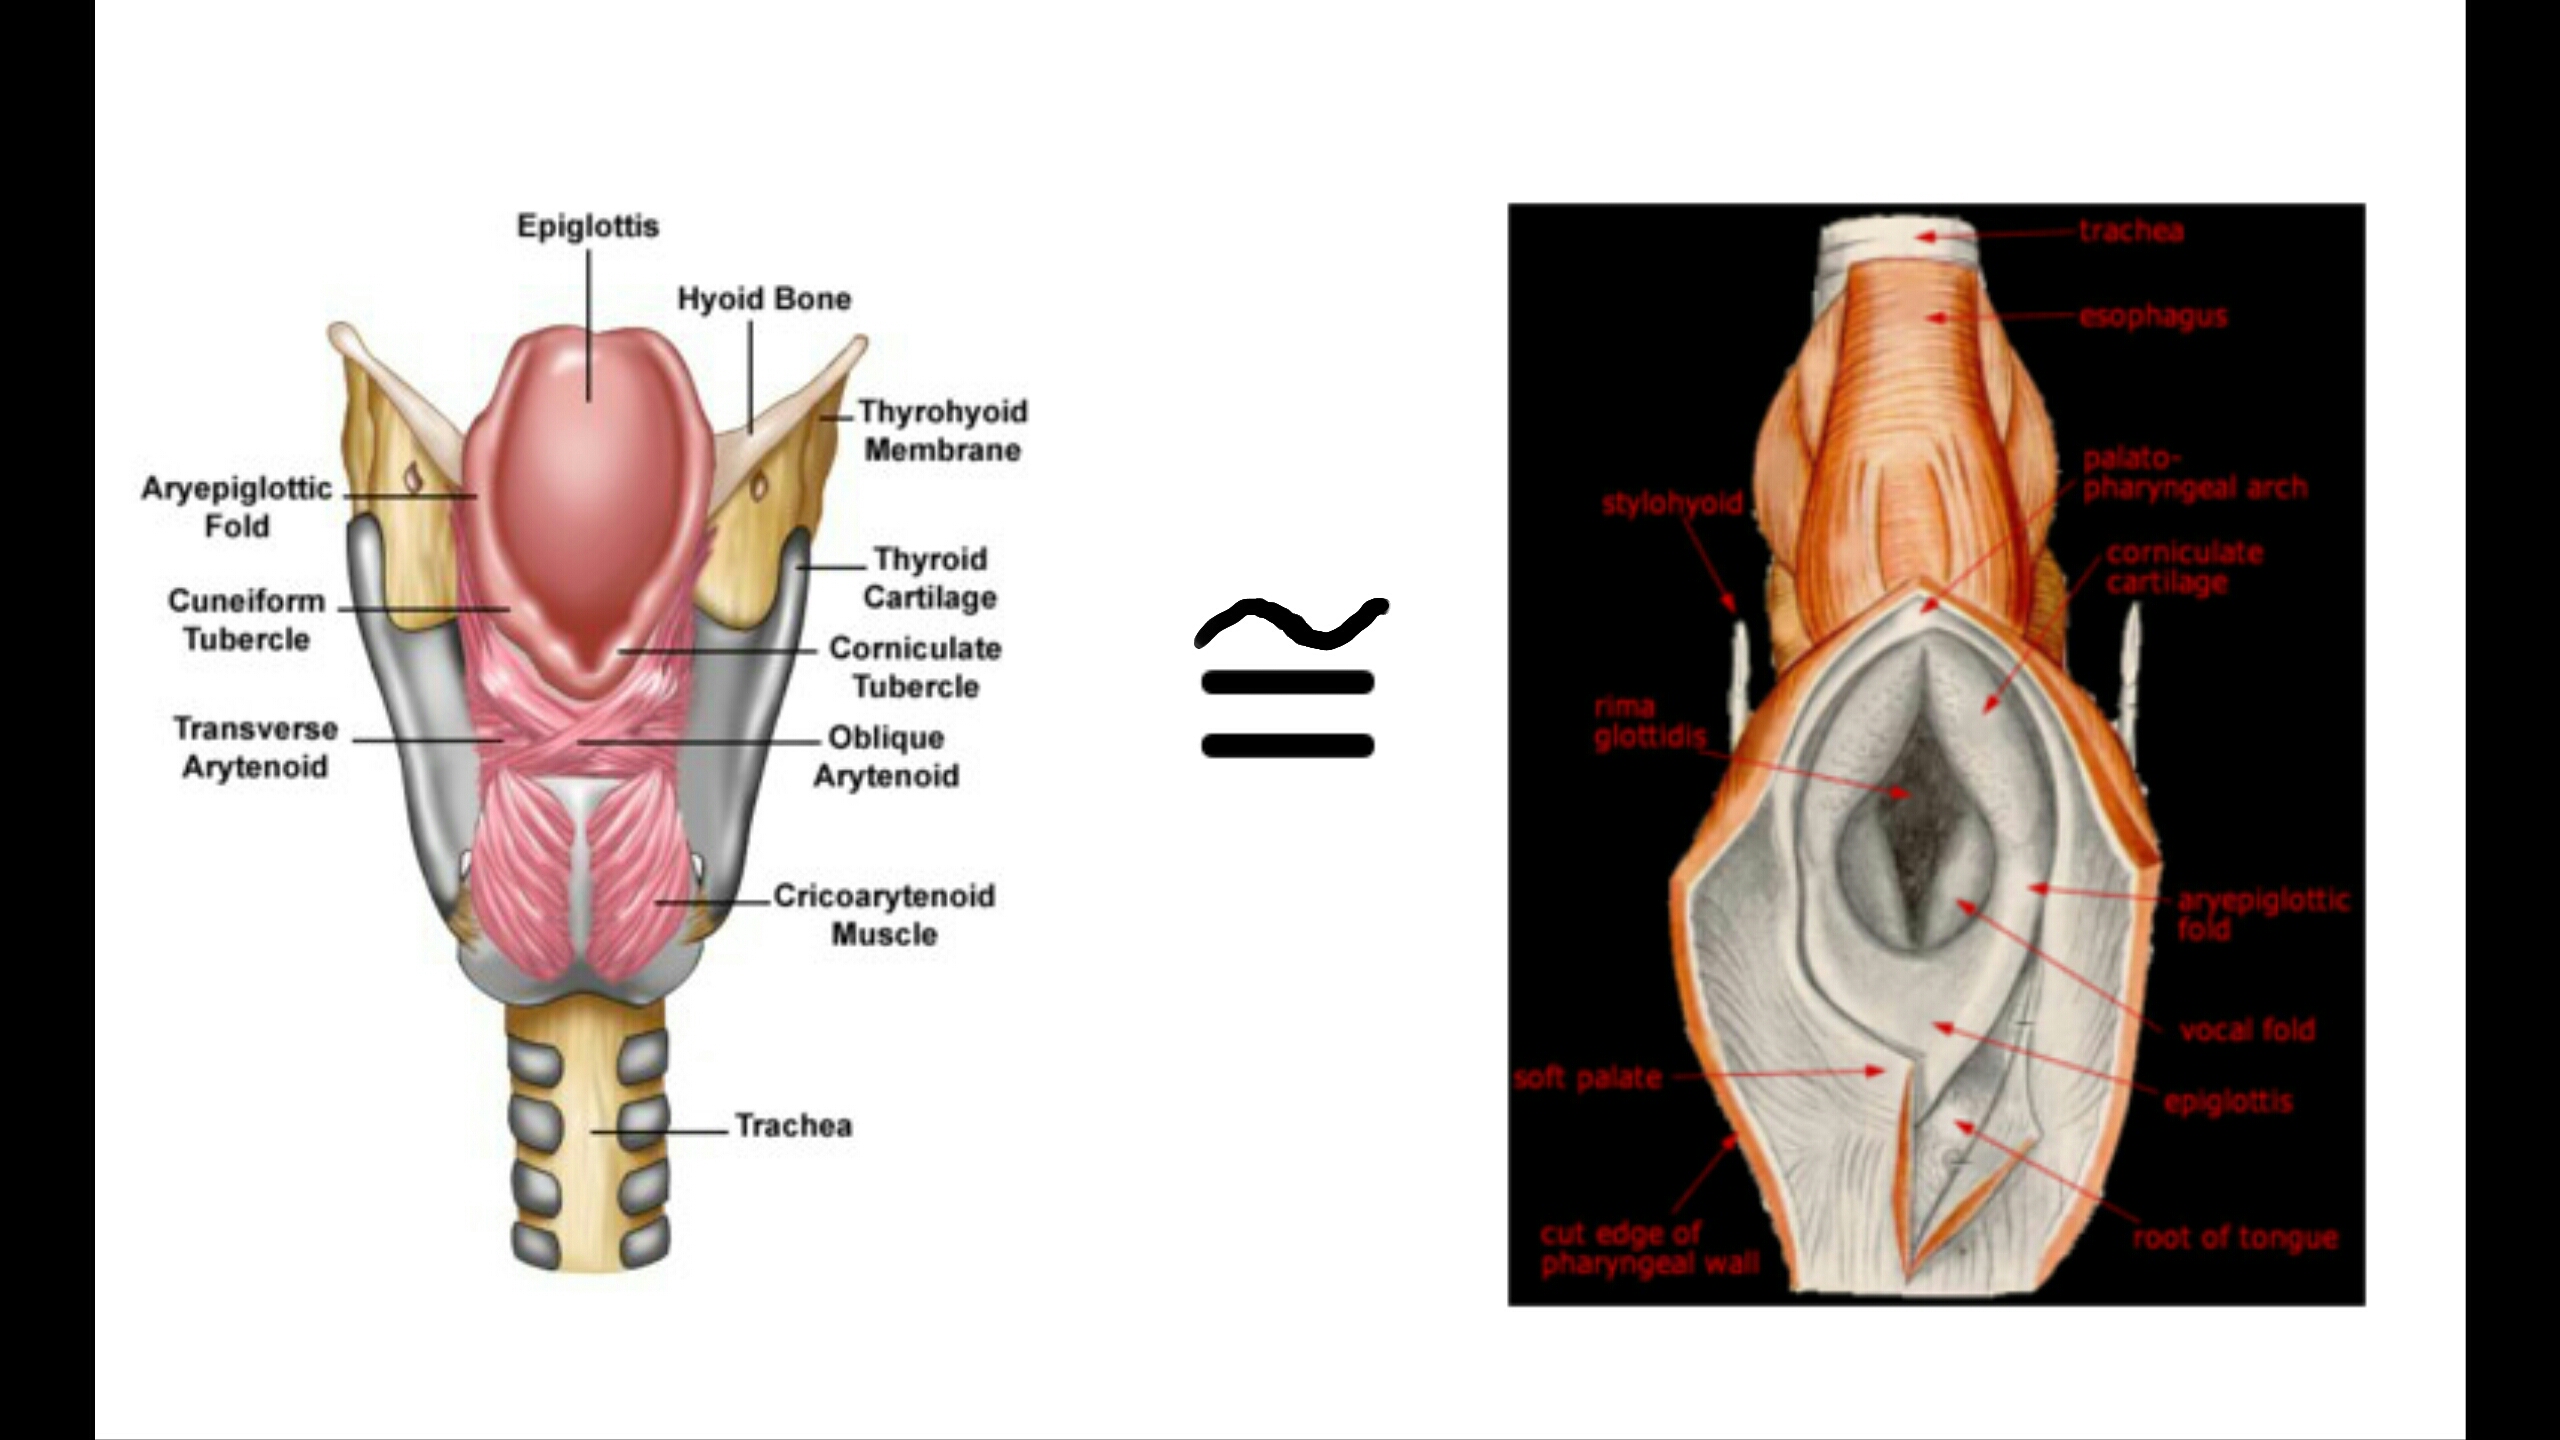 Epiglottis
Hyoid Bone
Thyrohyoid
Membrane
Aryepiglottic
Fold
Thyroid
Cartilage
Cuneiform
Tubercle
Corniculate
Tubercle
Transverse
Arytenoid
Oblique
Arytenoid
Cricoarytenoid
Muscle
Trachea
≅
trachea
esophagus
palato-
pharyngeal arch
stylohyoid
corniculate
cartilage
rima
glottidis
aryepiglottic
fold
vocal fold
soft palate
epiglottis
cut edge of
pharyngeal wall
root of tongue